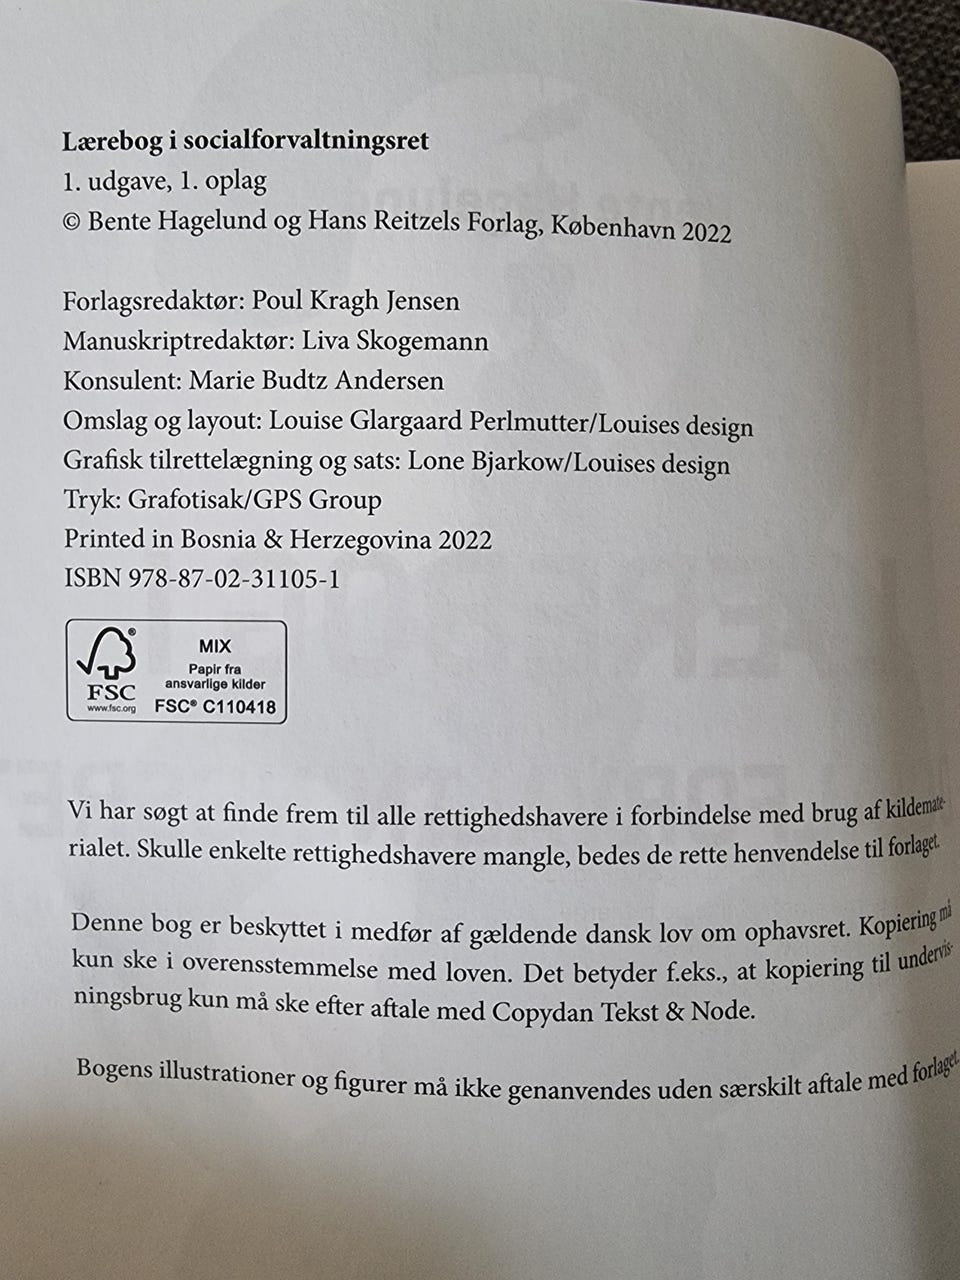 Lærebog i socialforvaltningsret
1. udgave, 1. oplag
© Bente Hagelund og Hans Reitzels Forlag, København 2022
Forlagsredaktør: Poul Kragh Jensen
Manuskriptredaktør: Liva Skogemann
Konsulent: Marie Budtz Andersen
Omslag og layout: Louise Glargaard Perlmutter/Louises design
Grafisk tilrettelægning og sats: Lone Bjarkow/Louises design
Tryk: Grafotisak/GPS Group
Printed in Bosnia & Herzegovina 2022
ISBN 978-87-02-31105-1
MIX
Papir fra
ansvarlige kilder
FSC® C110418
®
FSC
www.fsc.org
Vi har søgt at finde frem til alle rettighedshavere i forbindelse med brug af kildemate-
rialet. Skulle enkelte rettighedshavere mangle, bedes de rette henvendelse til forlaget.
Denne bog er beskyttet i medfør af gældende dansk lov om ophavsret. Kopiering må
kun ske i overensstemmelse med loven. Det betyder f.eks., at kopiering til undervis-
ningsbrug kun må ske efter aftale med Copydan Tekst & Node.
Bogens illustrationer og figurer må ikke genanvendes uden særskilt aftale med forlaget.